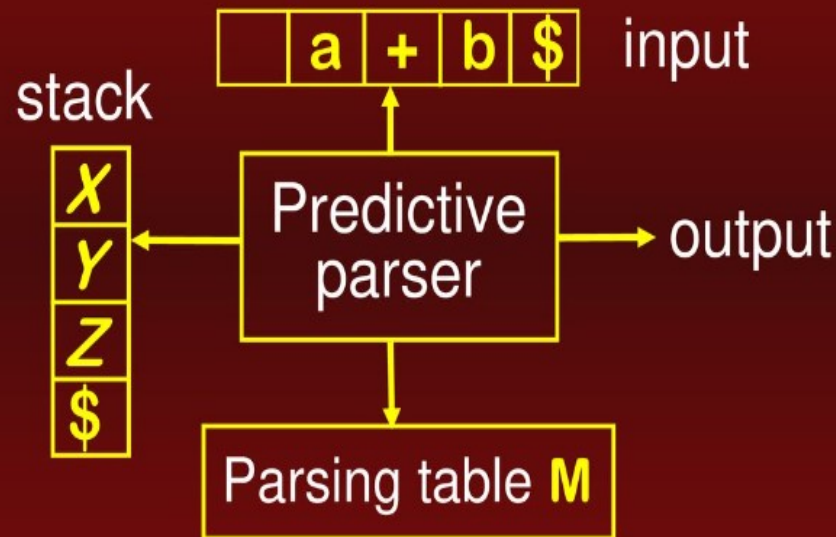 a + b $ input
stack
X
Y
Z
$
Predictive
parser
output
Parsing table M